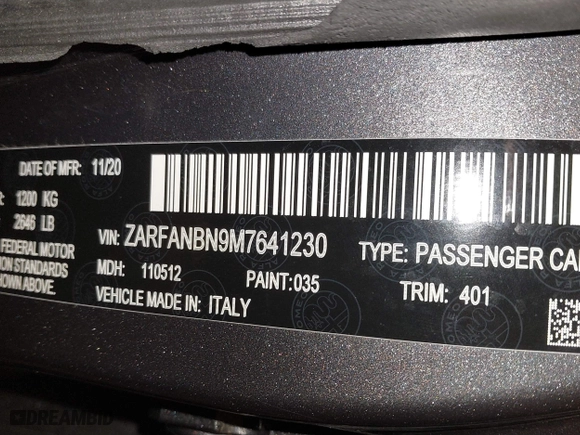 DATE OF MFR: 11/20
1200 KG
2646 LB
FEDERAL MOTOR
STANDARDS
SHOWN ABOVE.
VIN: ZARFANBN9M7641230
TYPE: PASSENGER CA
MDH: 110512
PAINT:035
TRIM: 401
VEHICLE MADE IN: ITALY
DREAMBID